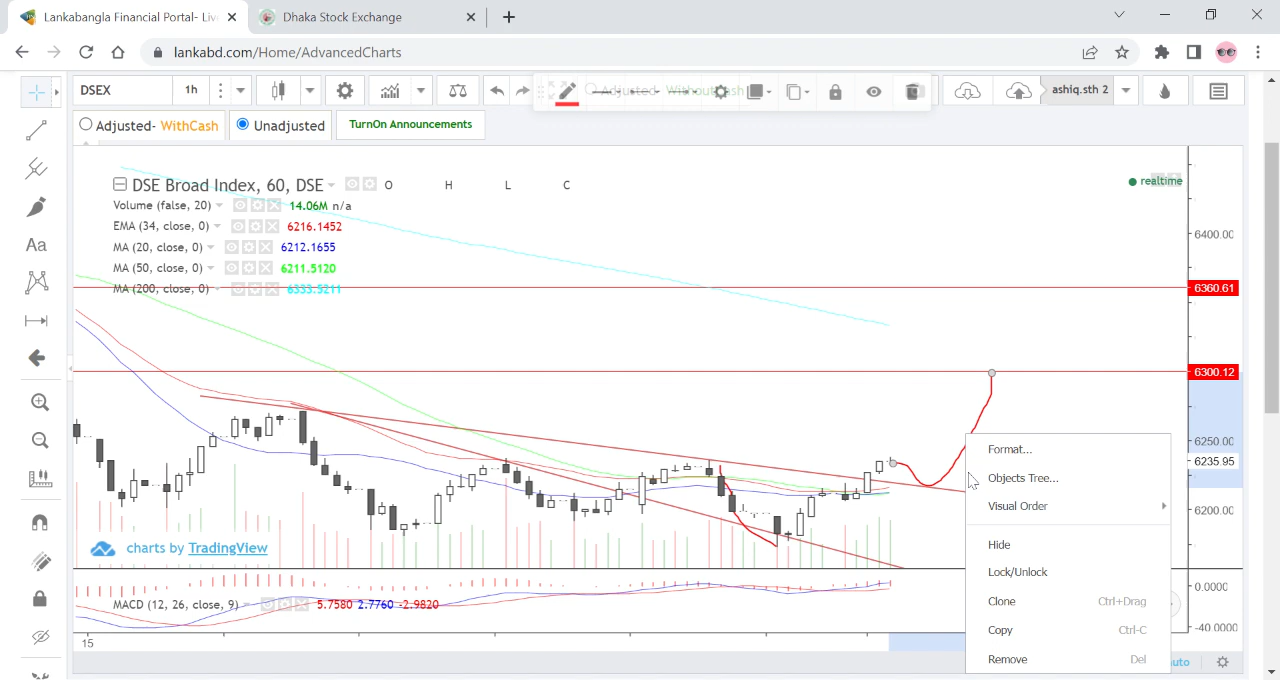 Lankabangla Financial Portal- Liv
Dhaka Stock Exchange
lankabd.com/Home/AdvancedCharts
DSEX
1h
Adjusted- WithoutCash
ashiq.sth 2
Adjusted- WithCash
Unadjusted
TurnOn Announcements
DSE Broad Index, 60, DSE
O H L C
realtime
Volume (false, 20) 14.06M n/a
EMA (34, close, 0) 6216.1452
MA (20, close, 0) 6212.1655
MA (50, close, 0) 6211.5120
MA (200, close, 0) 6333.5211
Aa
6400.00
6360.61
6300.12
6250.00
6235.95
6200.00
Format...
Objects Tree...
Visual Order
Hide
Lock/Unlock
Clone Ctrl+Drag
Copy Ctrl-C
Remove Del
charts by TradingView
MACD (12, 26, close, 9) 5.7580 2.7760 -2.9820
0.0000
-40.0000
15
auto